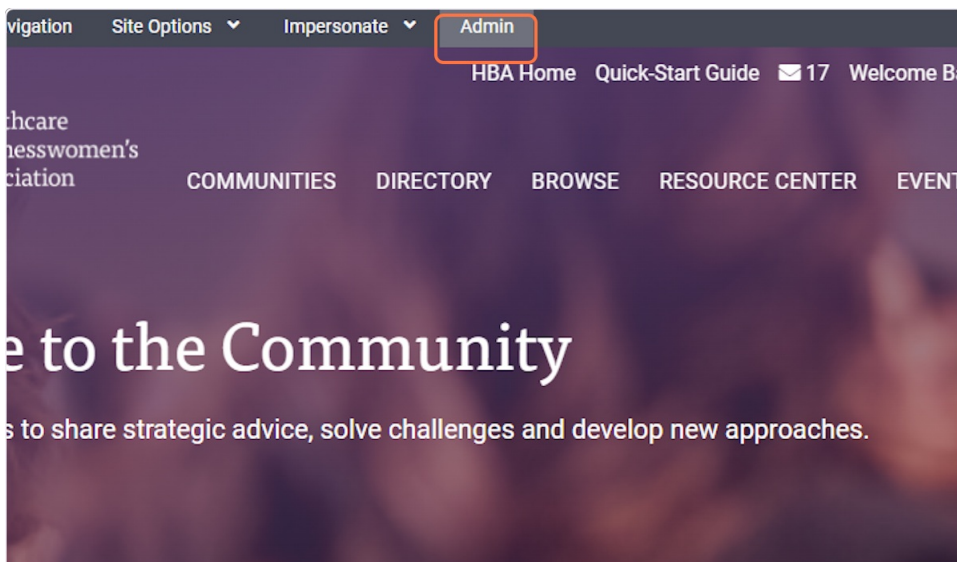 vigation Site Options Impersonate Admin
HBA Home Quick-Start Guide 17 Welcome Ba
thcare
nesswomen's
ciation
COMMUNITIES DIRECTORY BROWSE RESOURCE CENTER EVENT
e to the Community
s to share strategic advice, solve challenges and develop new approaches.